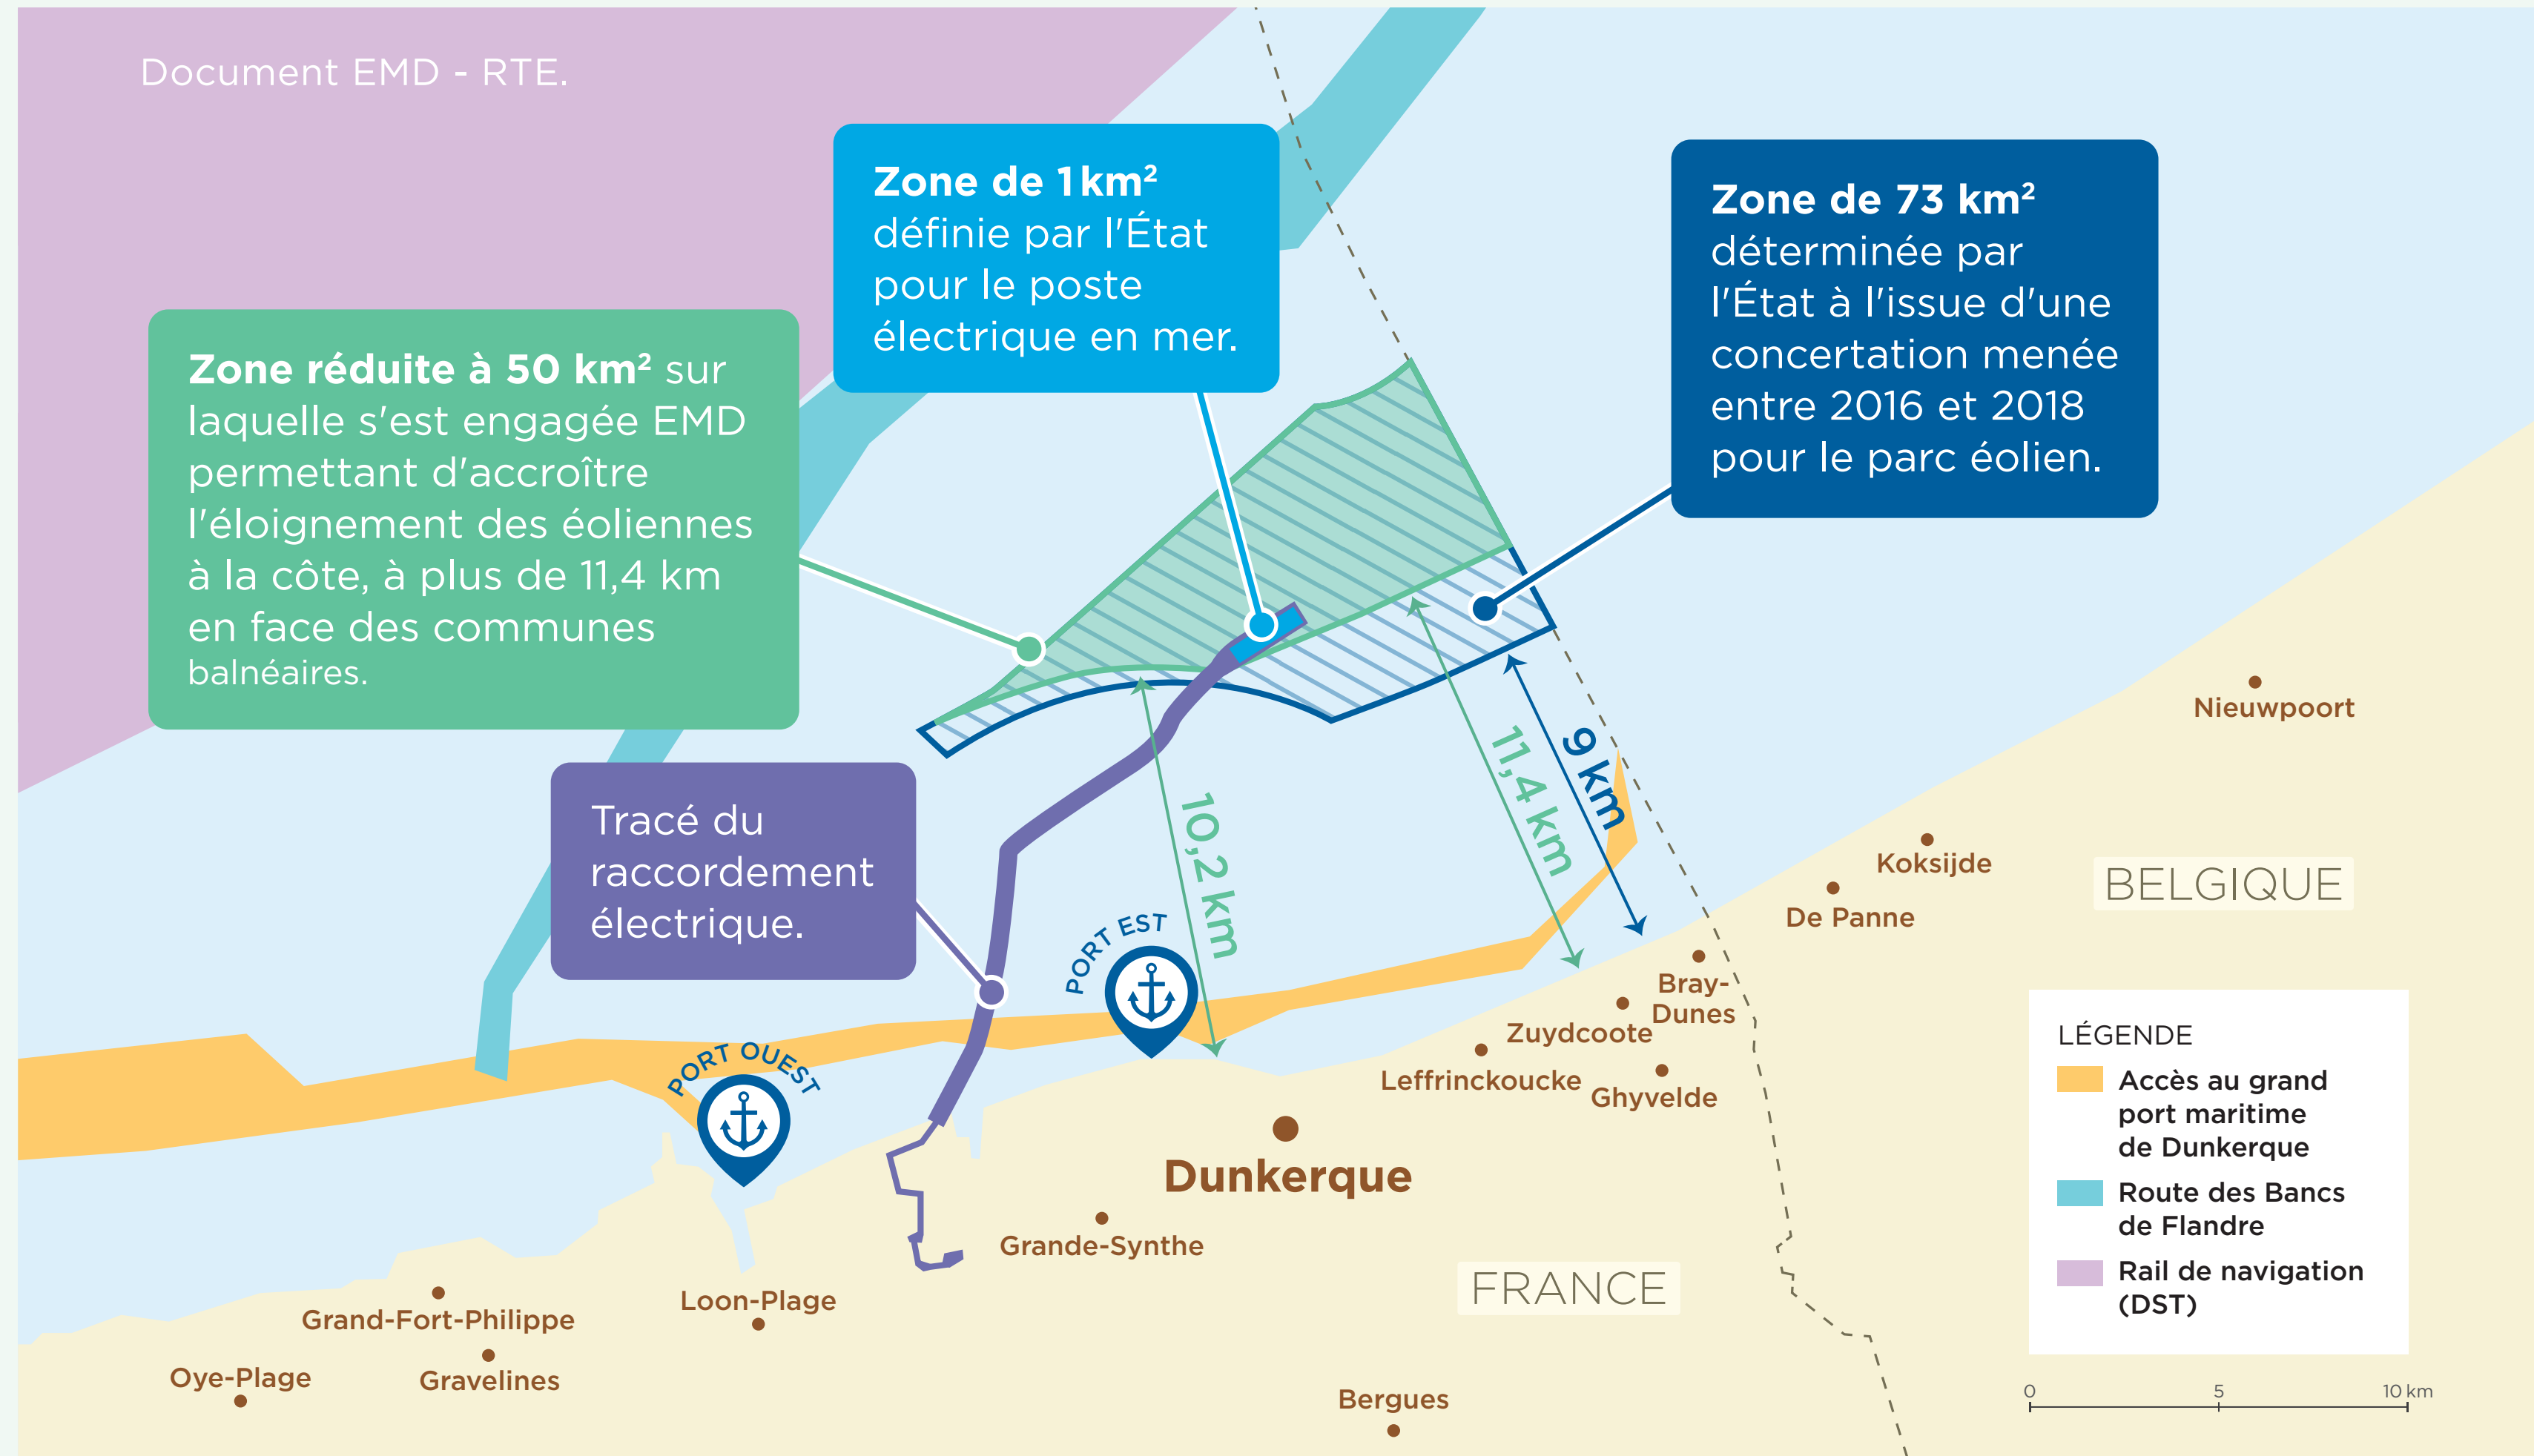 Document EMD - RTE.
Zone de 1 km²
définie par l'État
pour le poste
électrique en mer.
Zone de 73 km²
déterminée par
l'État à l'issue d'une
concertation menée
entre 2016 et 2018
pour le parc éolien.
Zone réduite à 50 km² sur
laquelle s'est engagée EMD
permettant d'accroître
l'éloignement des éoliennes
à la côte, à plus de 11,4 km
en face des communes
balnéaires.
Tracé du
raccordement
électrique.
10,2 km
11,4 km
9 km
PORT EST
PORT OUEST
Nieuwpoort
Koksijde
De Panne
BELGIQUE
Bray-
Dunes
Zuydcoote
Leffrinckoucke
Ghyvelde
Dunkerque
Grande-Synthe
FRANCE
Loon-Plage
Grand-Fort-Philippe
Gravelines
Oye-Plage
Bergues
LÉGENDE
Accès au grand
port maritime
de Dunkerque
Route des Bancs
de Flandre
Rail de navigation
(DST)
0 5 10 km